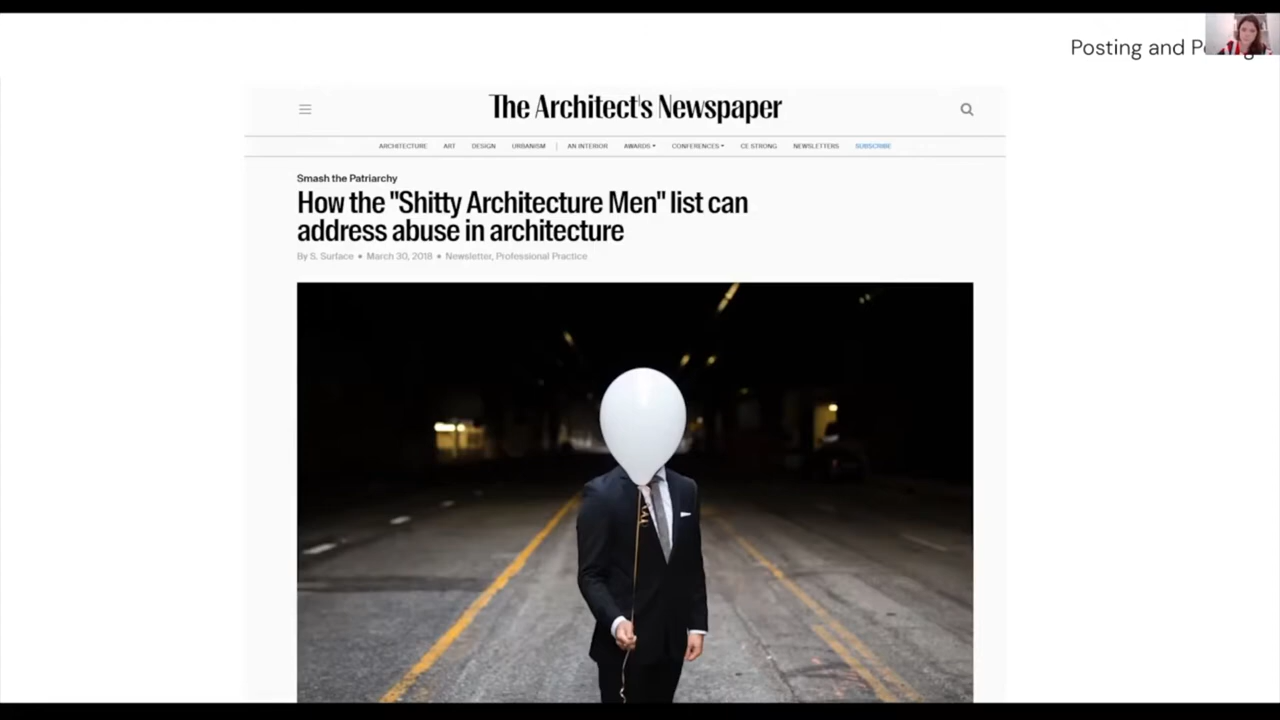 Posting and P
The Architect's Newspaper
ARCHITECTURE ART DESIGN URBANISM | AN INTERIOR AWARDS CONFERENCES CE STRONG NEWSLETTERS SUBSCRIBE
Smash the Patriarchy
How the "Shitty Architecture Men" list can
address abuse in architecture
By S. Surface • March 30, 2018 • Newsletter, Professional Practice